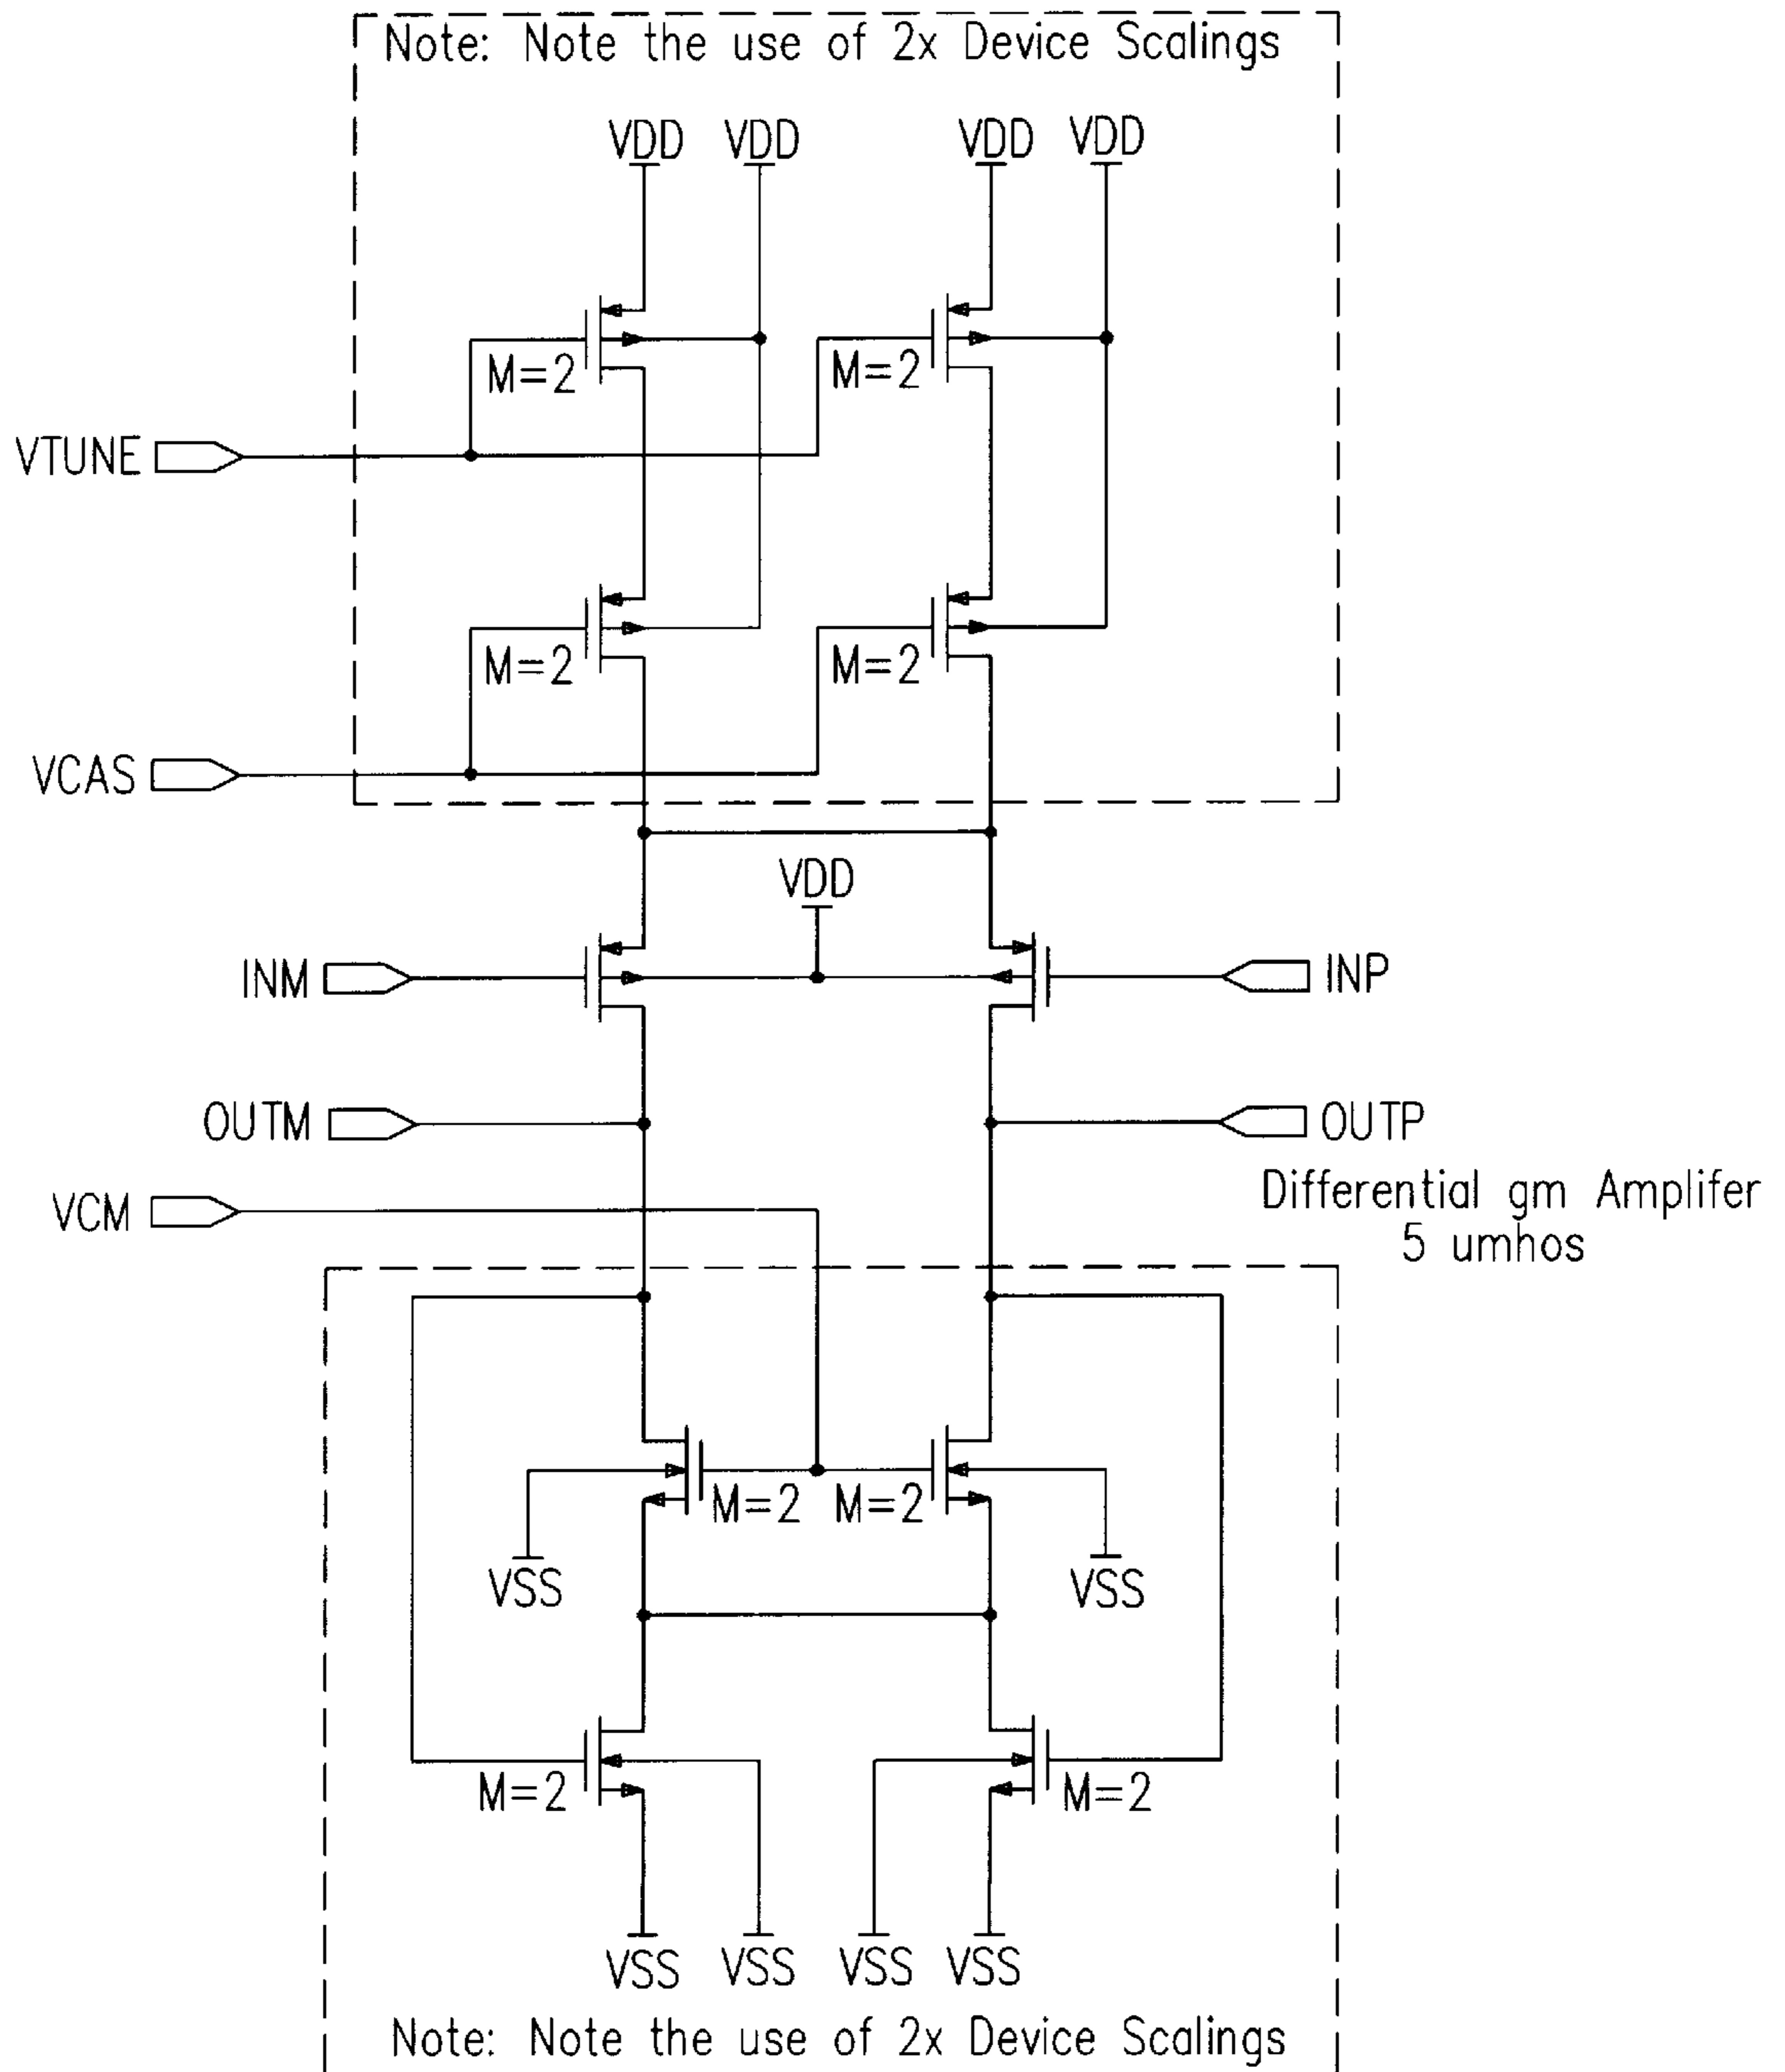 Note: Note the use of 2x Device Scalings
VDD VDD VDD VDD
M=2 M=2
VTUNE
M=2 M=2
VCAS
VDD
INM INP
OUTM OUTP
Differential gm Amplifer
VCM
5 umhos
M=2 M=2
VSS VSS
M=2 M=2
VSS VSS VSS VSS
Note: Note the use of 2x Device Scalings